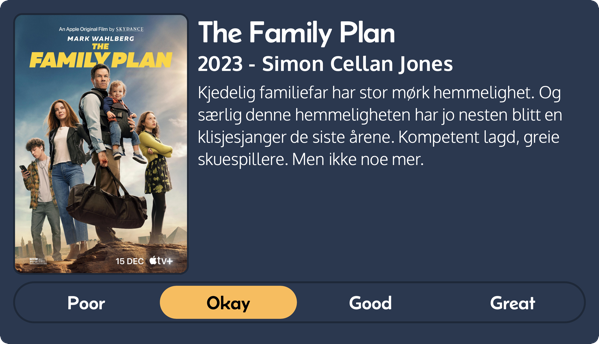 An Apple Original Film by SKYDANCE
MARK WAHLBERG
THE
FAMILY PLAN
15 DEC tv+
The Family Plan
2023 - Simon Cellan Jones
Kjedelig familiefar har stor mørk hemmelighet. Og
særlig denne hemmeligheten har jo nesten blitt en
klisjesjanger de siste årene. Kompetent lagd, greie
skuespillere. Men ikke noe mer.
Poor
Okay
Good
Great